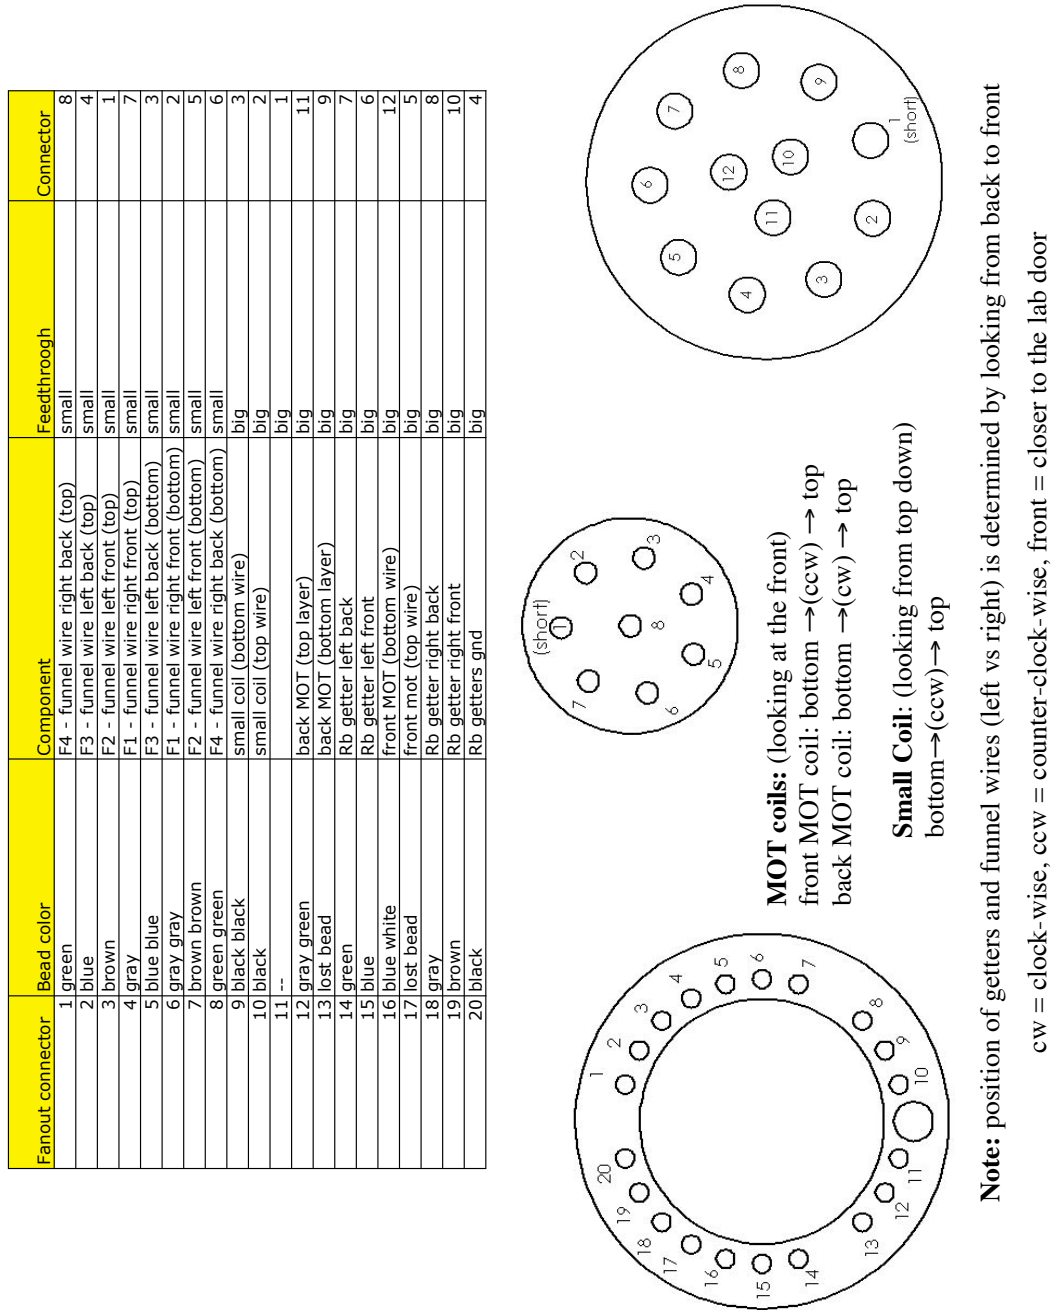 Fanout connector Bead color Component Feedthroogh Connector
1 green F4 - funnel wire right back (top) small 8
2 blue F3 - funnel wire left back (top) small 4
3 brown F2 - funnel wire left front (top) small 1
4 gray F1 - funnel wire right front (top) small 7
5 blue blue F3 - funnel wire left back (bottom) small 3
6 gray gray F1 - funnel wire right front (bottom) small 2
7 brown brown F2 - funnel wire left front (bottom) small 5
8 green green F4 - funnel wire right back (bottom) small 6
9 black black small coil (bottom wire) big 3
10 black small coil (top wire) big 2
11 -- big 1
12 gray green back MOT (top layer) big 11
13 lost bead back MOT (bottom layer) big 9
14 green Rb getter left back big 7
15 blue Rb getter left front big 6
16 blue white front MOT (bottom wire) big 12
17 lost bead front mot (top wire) big 5
18 gray Rb getter right back big 8
19 brown Rb getter right front big 10
20 black Rb getters gnd big 4
1
2
3
4
5
6
7
8
9
10
11
12
13
14
15
16
17
18
19
20
(short)
1
2
3
4
5
6
7
8
MOT coils: (looking at the front)
front MOT coil: bottom →(ccw) → top
back MOT coil: bottom →(cw) → top
Small Coil: (looking from top down)
bottom→(ccw)→ top
1
(short)
2
3
4
5
6
7
8
9
10
11
12
Note: position of getters and funnel wires (left vs right) is determined by looking from back to front
cw = clock-wise, ccw = counter-clock-wise, front = closer to the lab door